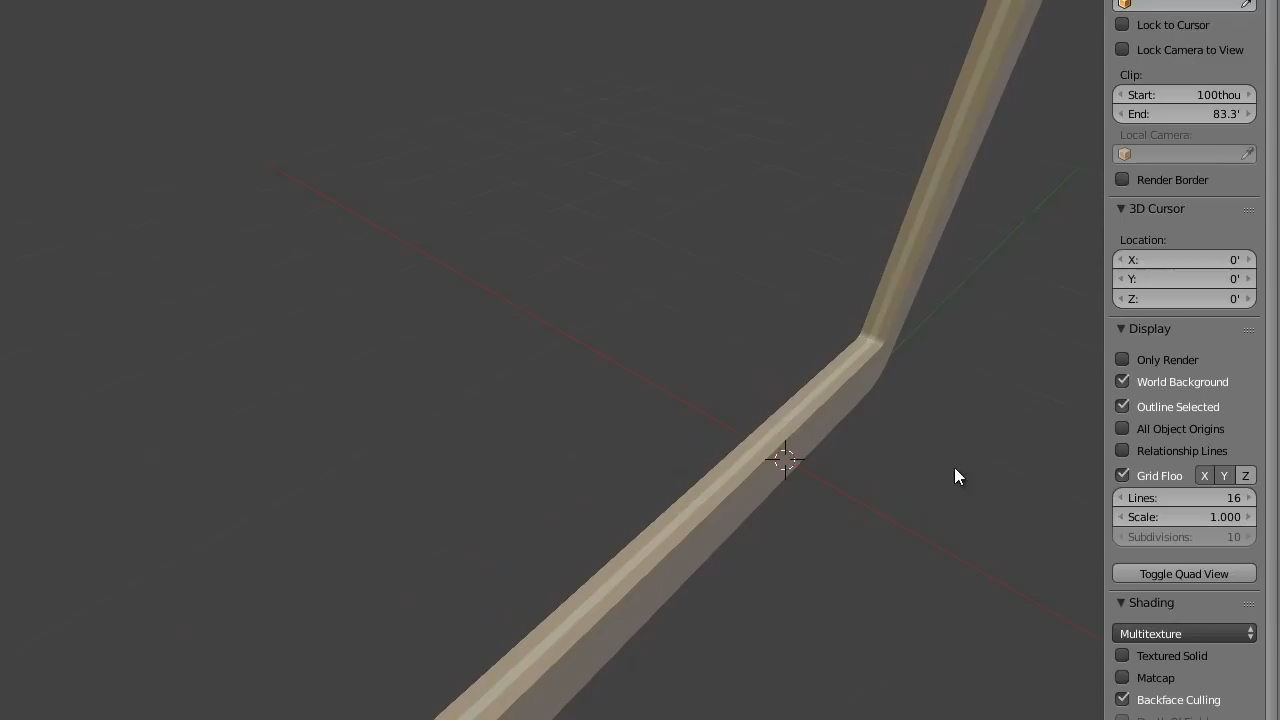 Lock to Cursor
Lock Camera to View
Clip:
Start: 100thou
End: 83.3'
Local Camera:
Render Border
3D Cursor
Location:
X: 0'
Y: 0'
Z: 0'
Display
Only Render
World Background
Outline Selected
All Object Origins
Relationship Lines
Grid Floo X Y Z
Lines: 16
Scale: 1.000
Subdivisions: 10
Toggle Quad View
Shading
Multitexture
Textured Solid
Matcap
Backface Culling